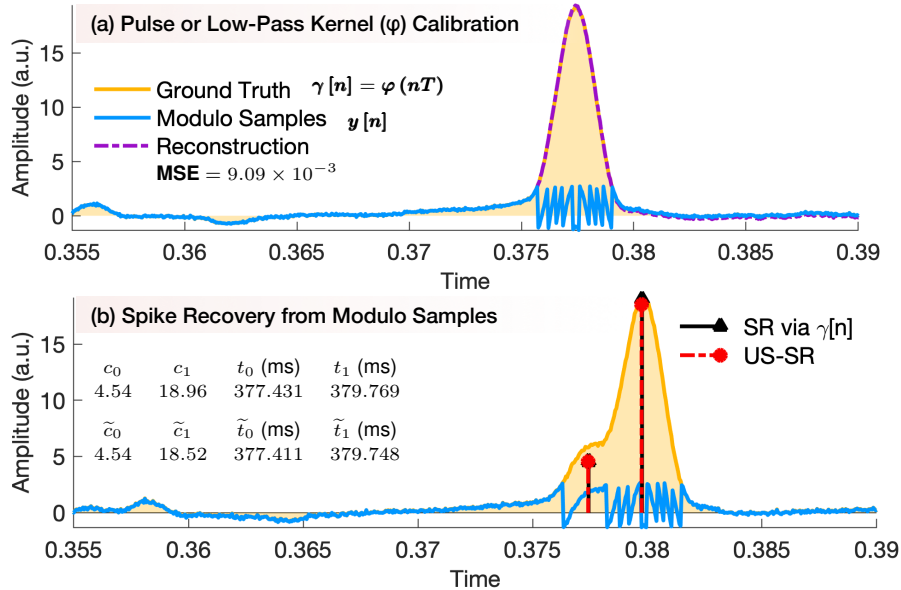 (a) Pulse or Low-Pass Kernel (φ) Calibration
Amplitude (a.u.)
15
10
5
0
Ground Truth γ[n] = φ(nT)
Modulo Samples y[n]
Reconstruction
MSE = 9.09 × 10⁻³
0.355 0.36 0.365 0.37 0.375 0.38 0.385 0.39
Time
(b) Spike Recovery from Modulo Samples
Amplitude (a.u.)
15
10
5
0
SR via γ[n]
US-SR
c₀ c₁ t₀ (ms) t₁ (ms)
4.54 18.96 377.431 379.769
c̃₀ c̃₁ t̃₀ (ms) t̃₁ (ms)
4.54 18.52 377.411 379.748
0.355 0.36 0.365 0.37 0.375 0.38 0.385 0.39
Time